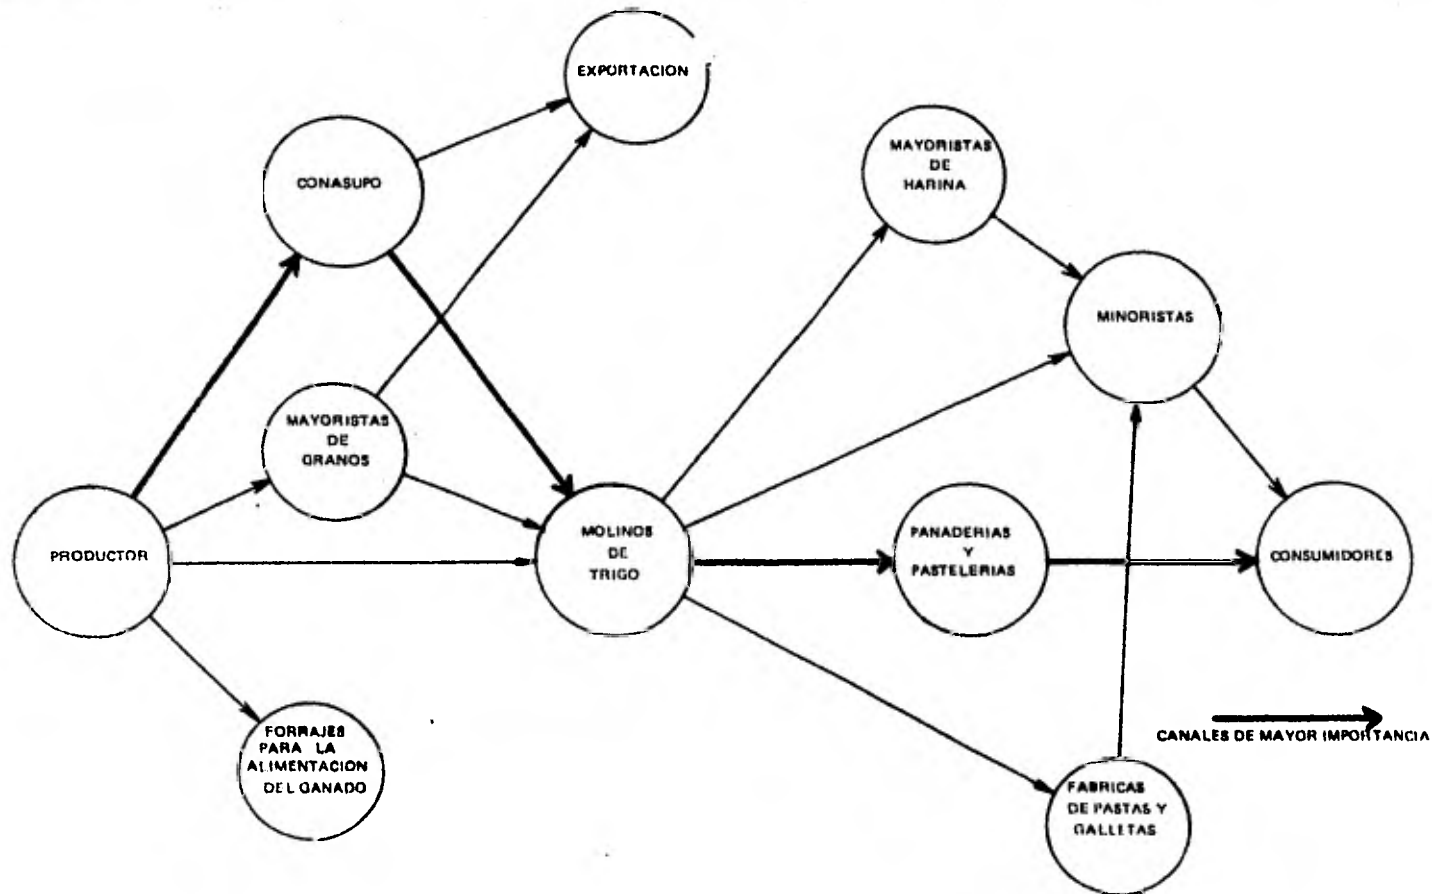 EXPORTACION
CONASUPO
MAYORISTAS
DE
HARINA
MINORISTAS
MAYORISTAS
DE
GRANOS
PRODUCTOR
MOLINOS
DE
TRIGO
PANADERIAS
Y
PASTELERIAS
CONSUMIDORES
FORRAJES
PARA LA
ALIMENTACION
DEL GANADO
CANALES DE MAYOR IMPORTANCIA
FABRICAS
DE PASTAS Y
GALLETAS